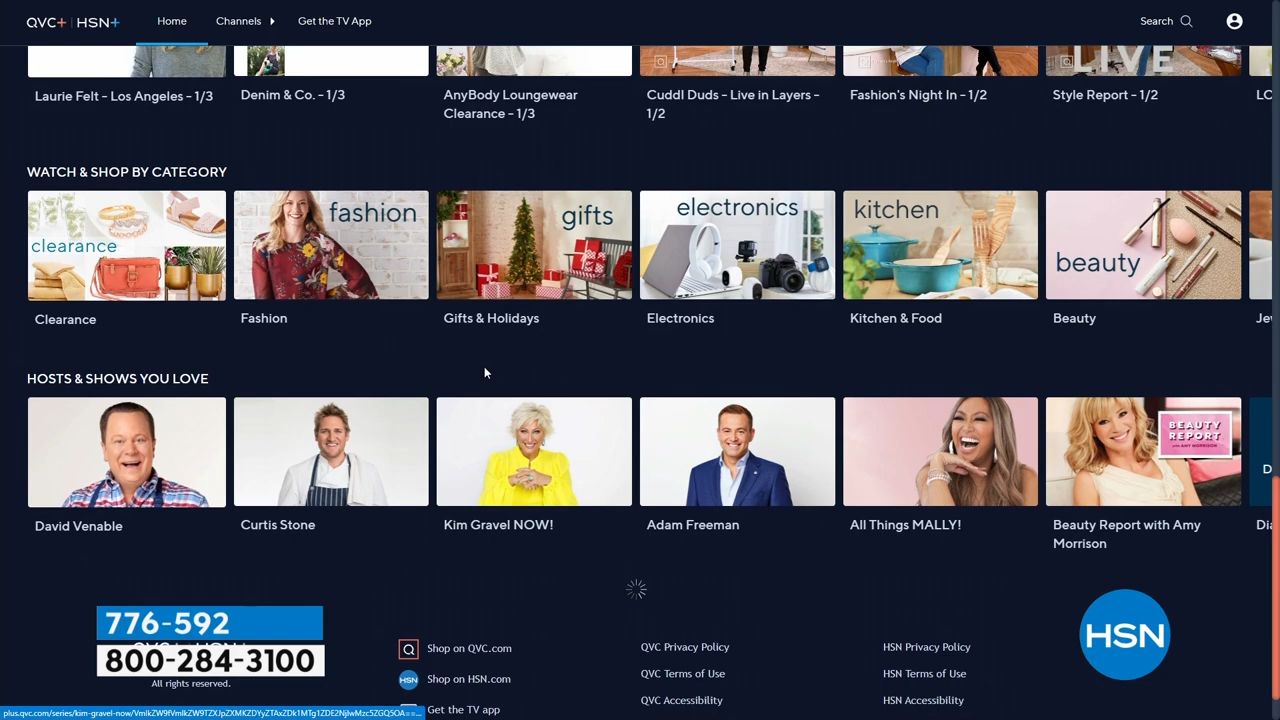 QVC+ | HSN+
Home
Channels
Get the TV App
Search
LIVE
Laurie Felt - Los Angeles - 1/3
Denim & Co. - 1/3
AnyBody Loungewear
Clearance - 1/3
Cuddl Duds - Live in Layers -
1/2
Fashion's Night In - 1/2
Style Report - 1/2
LO
WATCH & SHOP BY CATEGORY
clearance
fashion
gifts
electronics
kitchen
beauty
Clearance
Fashion
Gifts & Holidays
Electronics
Kitchen & Food
Beauty
Je
HOSTS & SHOWS YOU LOVE
BEAUTY
REPORT
D
David Venable
Curtis Stone
Kim Gravel NOW!
Adam Freeman
All Things MALLY!
Beauty Report with Amy
Morrison
Dia
776-592
800-284-3100
All rights reserved.
Shop on QVC.com
HSN
Shop on HSN.com
Get the TV app
QVC Privacy Policy
QVC Terms of Use
QVC Accessibility
HSN Privacy Policy
HSN Terms of Use
HSN Accessibility
HSN